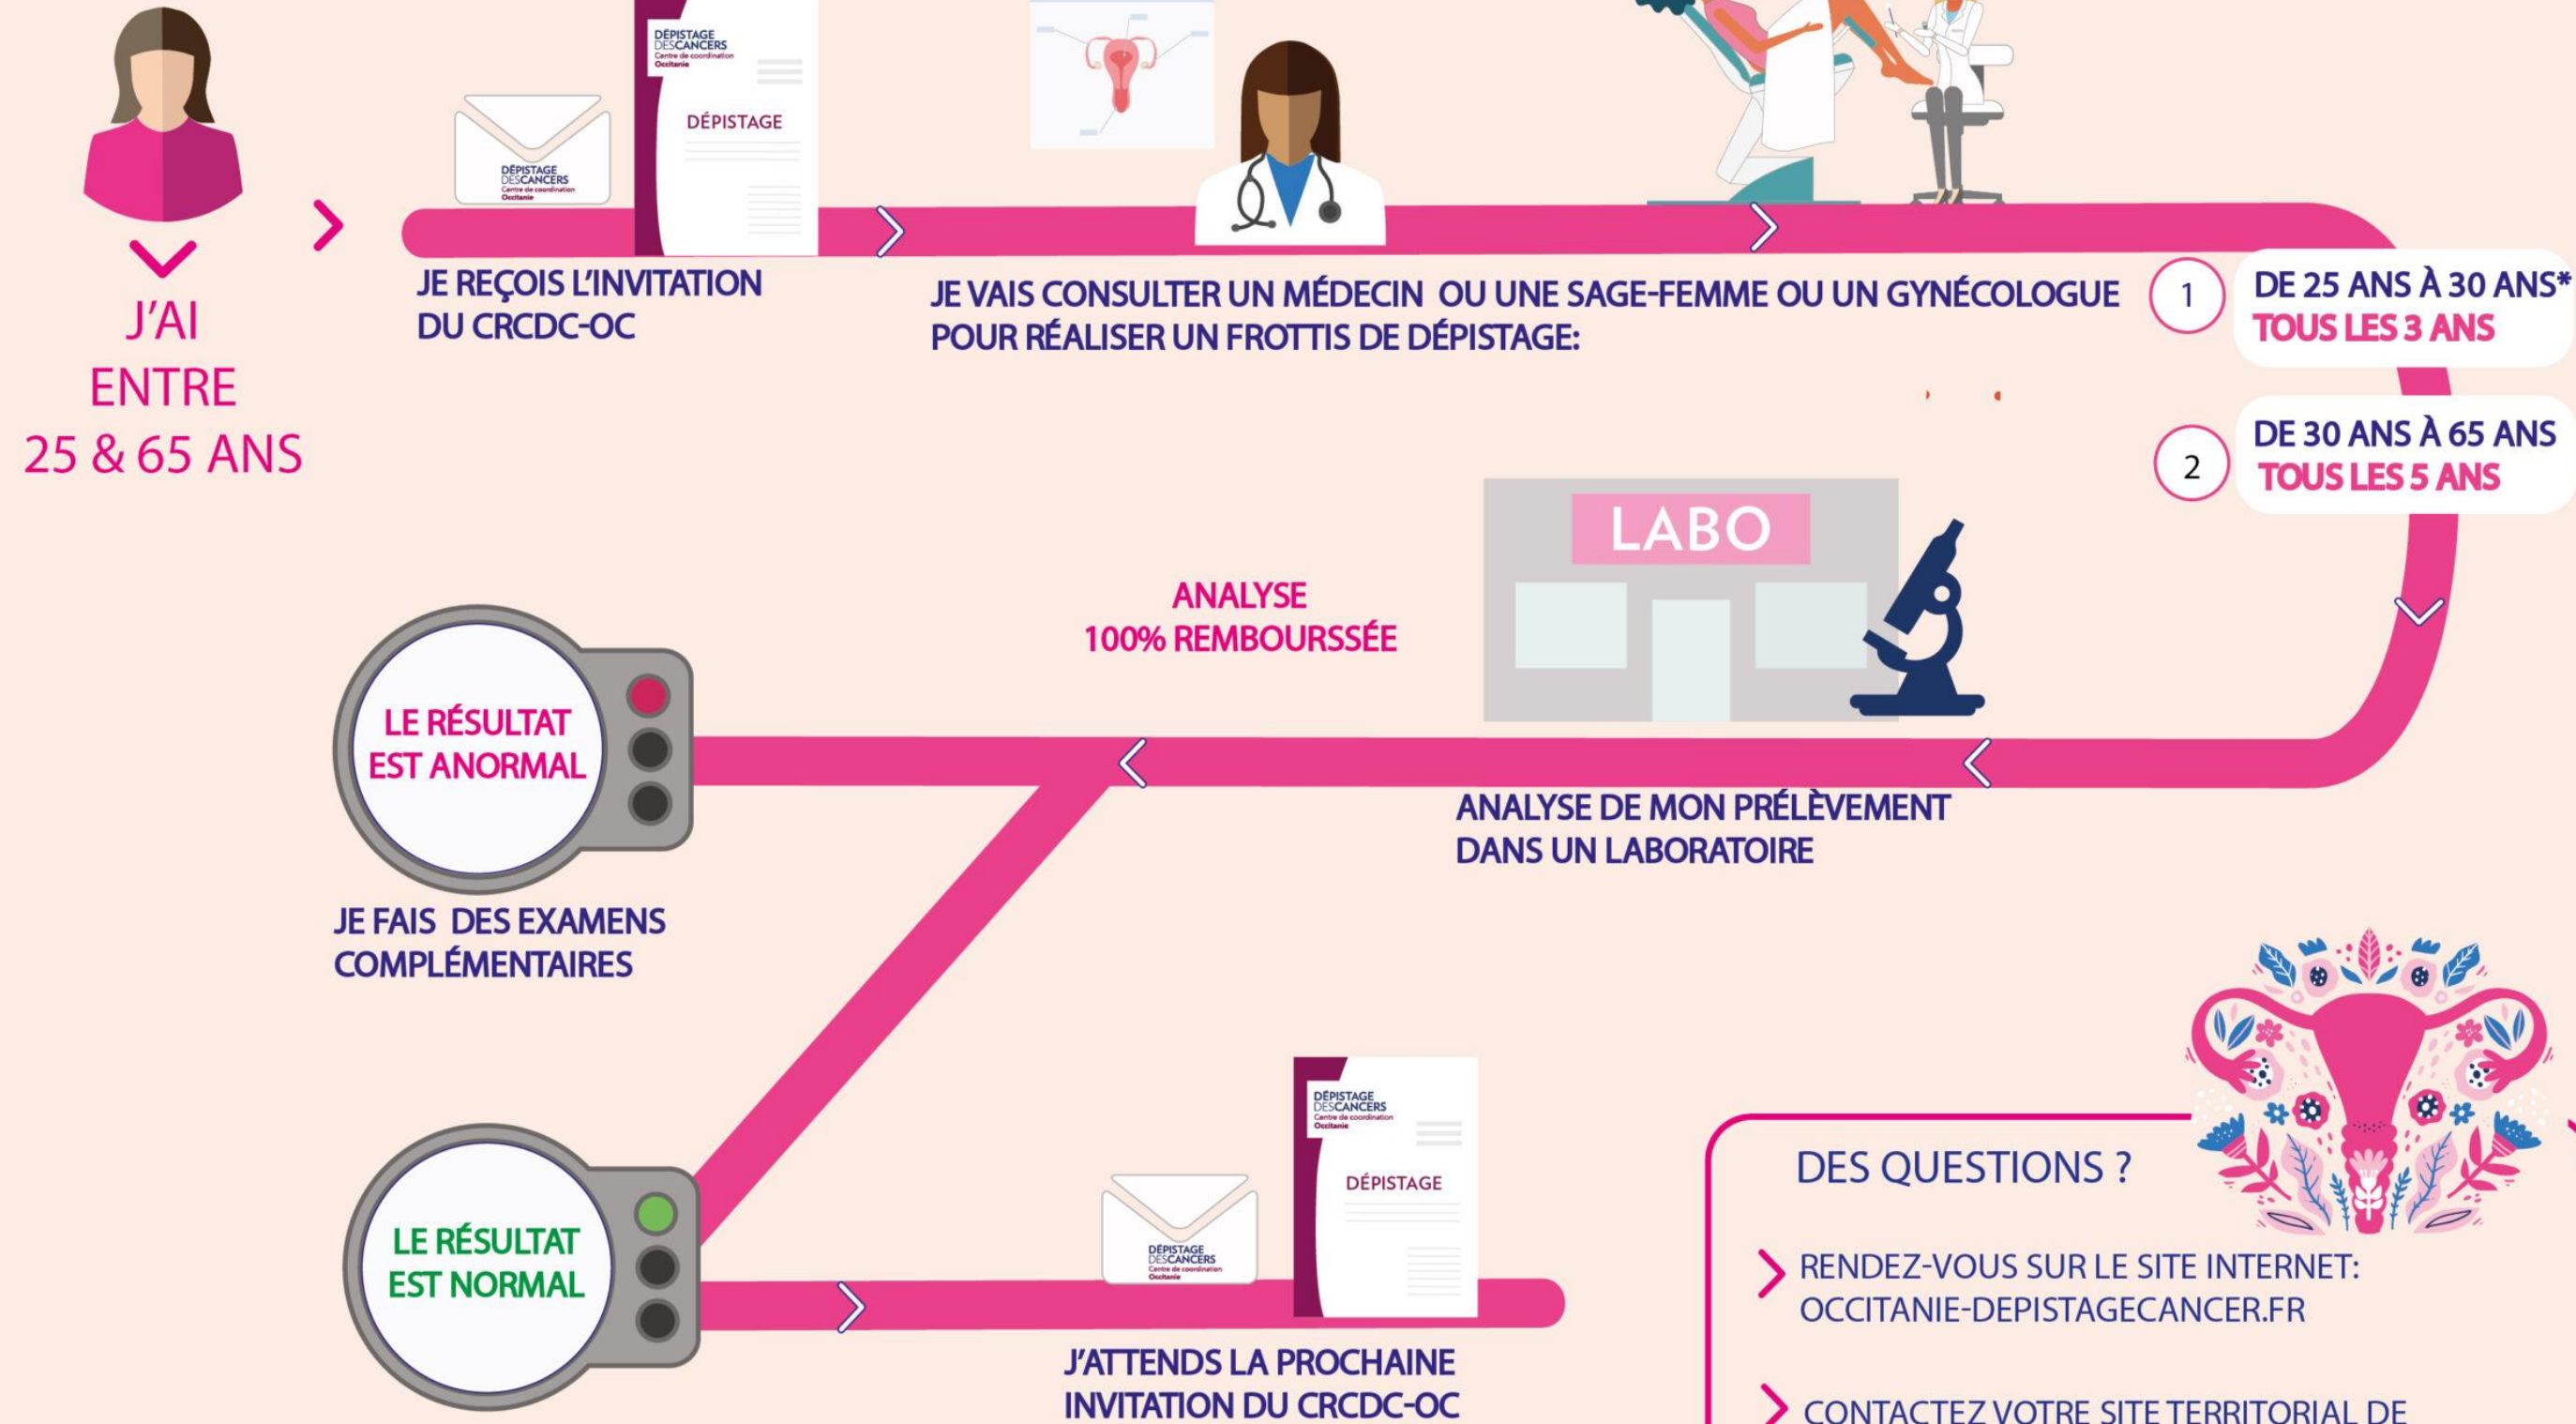 DÉPISTAGE
DESCANCERS
Centre de coordination
Occitanie
DÉPISTAGE
DÉPISTAGE
DESCANCERS
Centre de coordination
Occitanie
J'AI
ENTRE
25 & 65 ANS
JE REÇOIS L'INVITATION
DU CRCDC-OC
JE VAIS CONSULTER UN MÉDECIN OU UNE SAGE-FEMME OU UN GYNÉCOLOGUE
POUR RÉALISER UN FROTTIS DE DÉPISTAGE:
1
DE 25 ANS À 30 ANS*
TOUS LES 3 ANS
2
DE 30 ANS À 65 ANS
TOUS LES 5 ANS
LABO
ANALYSE
100% REMBOURSSÉE
ANALYSE DE MON PRÉLÈVEMENT
DANS UN LABORATOIRE
LE RÉSULTAT
EST ANORMAL
JE FAIS DES EXAMENS
COMPLÉMENTAIRES
LE RÉSULTAT
EST NORMAL
DÉPISTAGE
DESCANCERS
Centre de coordination
Occitanie
DÉPISTAGE
DÉPISTAGE
DESCANCERS
Centre de coordination
Occitanie
J'ATTENDS LA PROCHAINE
INVITATION DU CRCDC-OC
DES QUESTIONS ?
RENDEZ-VOUS SUR LE SITE INTERNET:
OCCITANIE-DEPISTAGECANCER.FR
CONTACTEZ VOTRE SITE TERRITORIAL DE